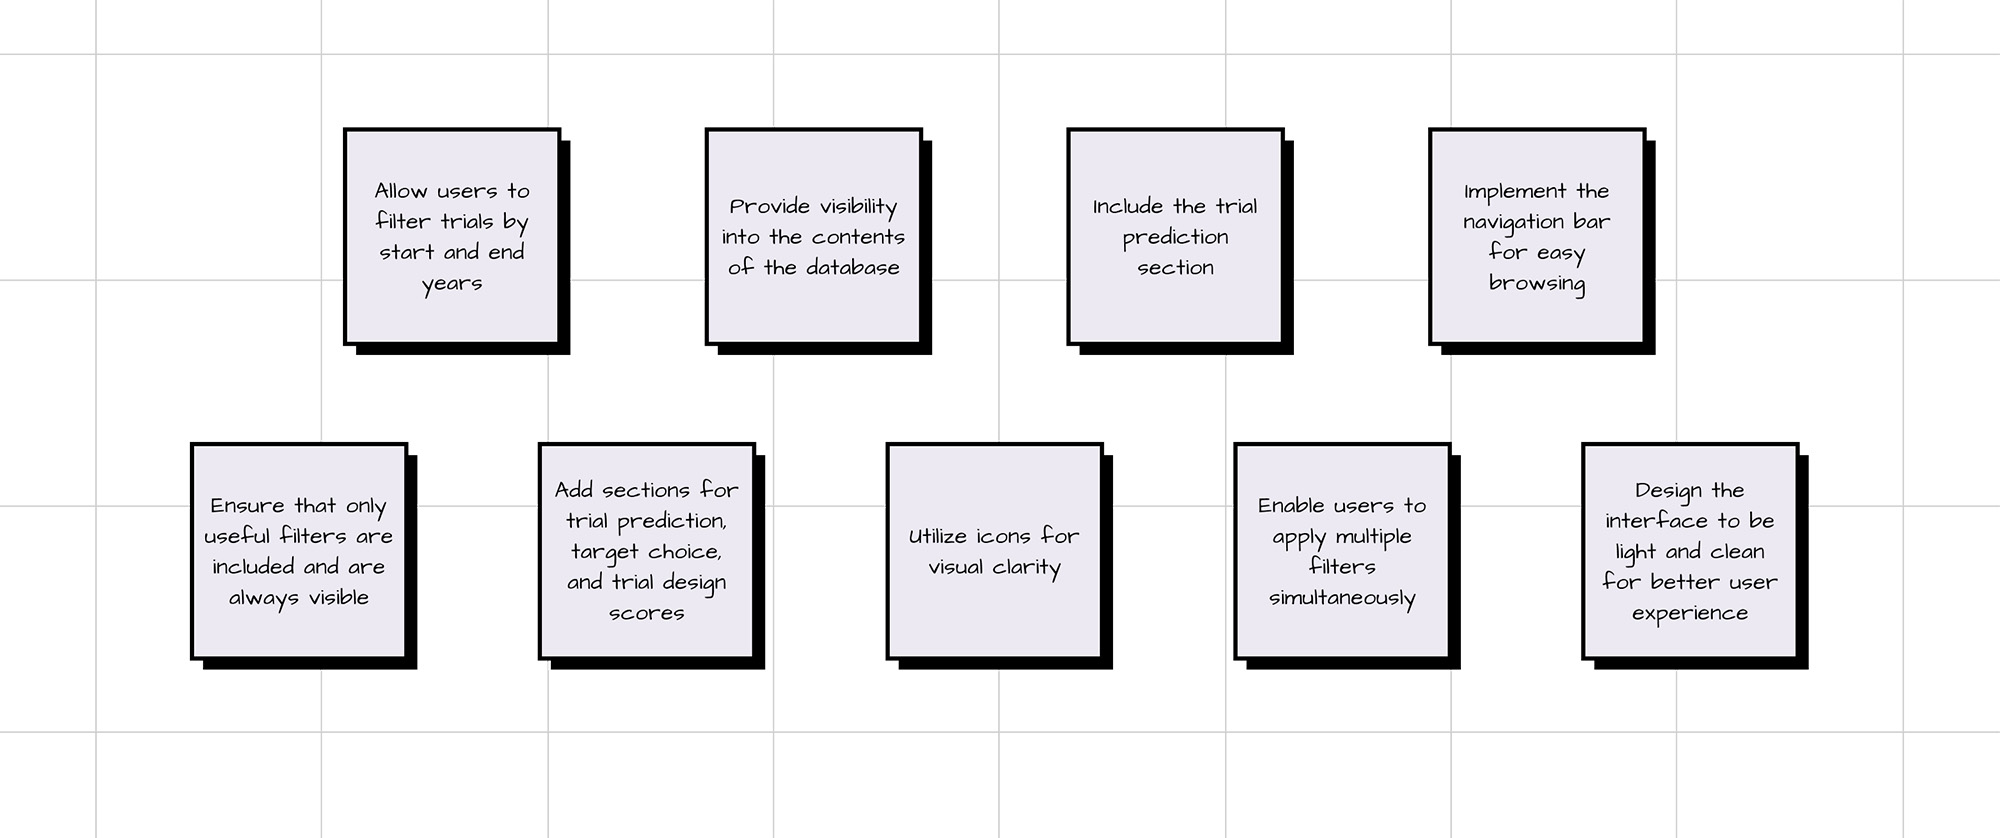 Allow users to
filter trials by
start and end
years
Provide visibility
into the contents
of the database
Include the trial
prediction
section
Implement the
navigation bar
for easy
browsing
Ensure that only
useful filters are
included and are
always visible
Add sections for
trial prediction,
target choice,
and trial design
scores
Utilize icons for
visual clarity
Enable users to
apply multiple
filters
simultaneously
Design the
interface to be
light and clean
for better user
experience